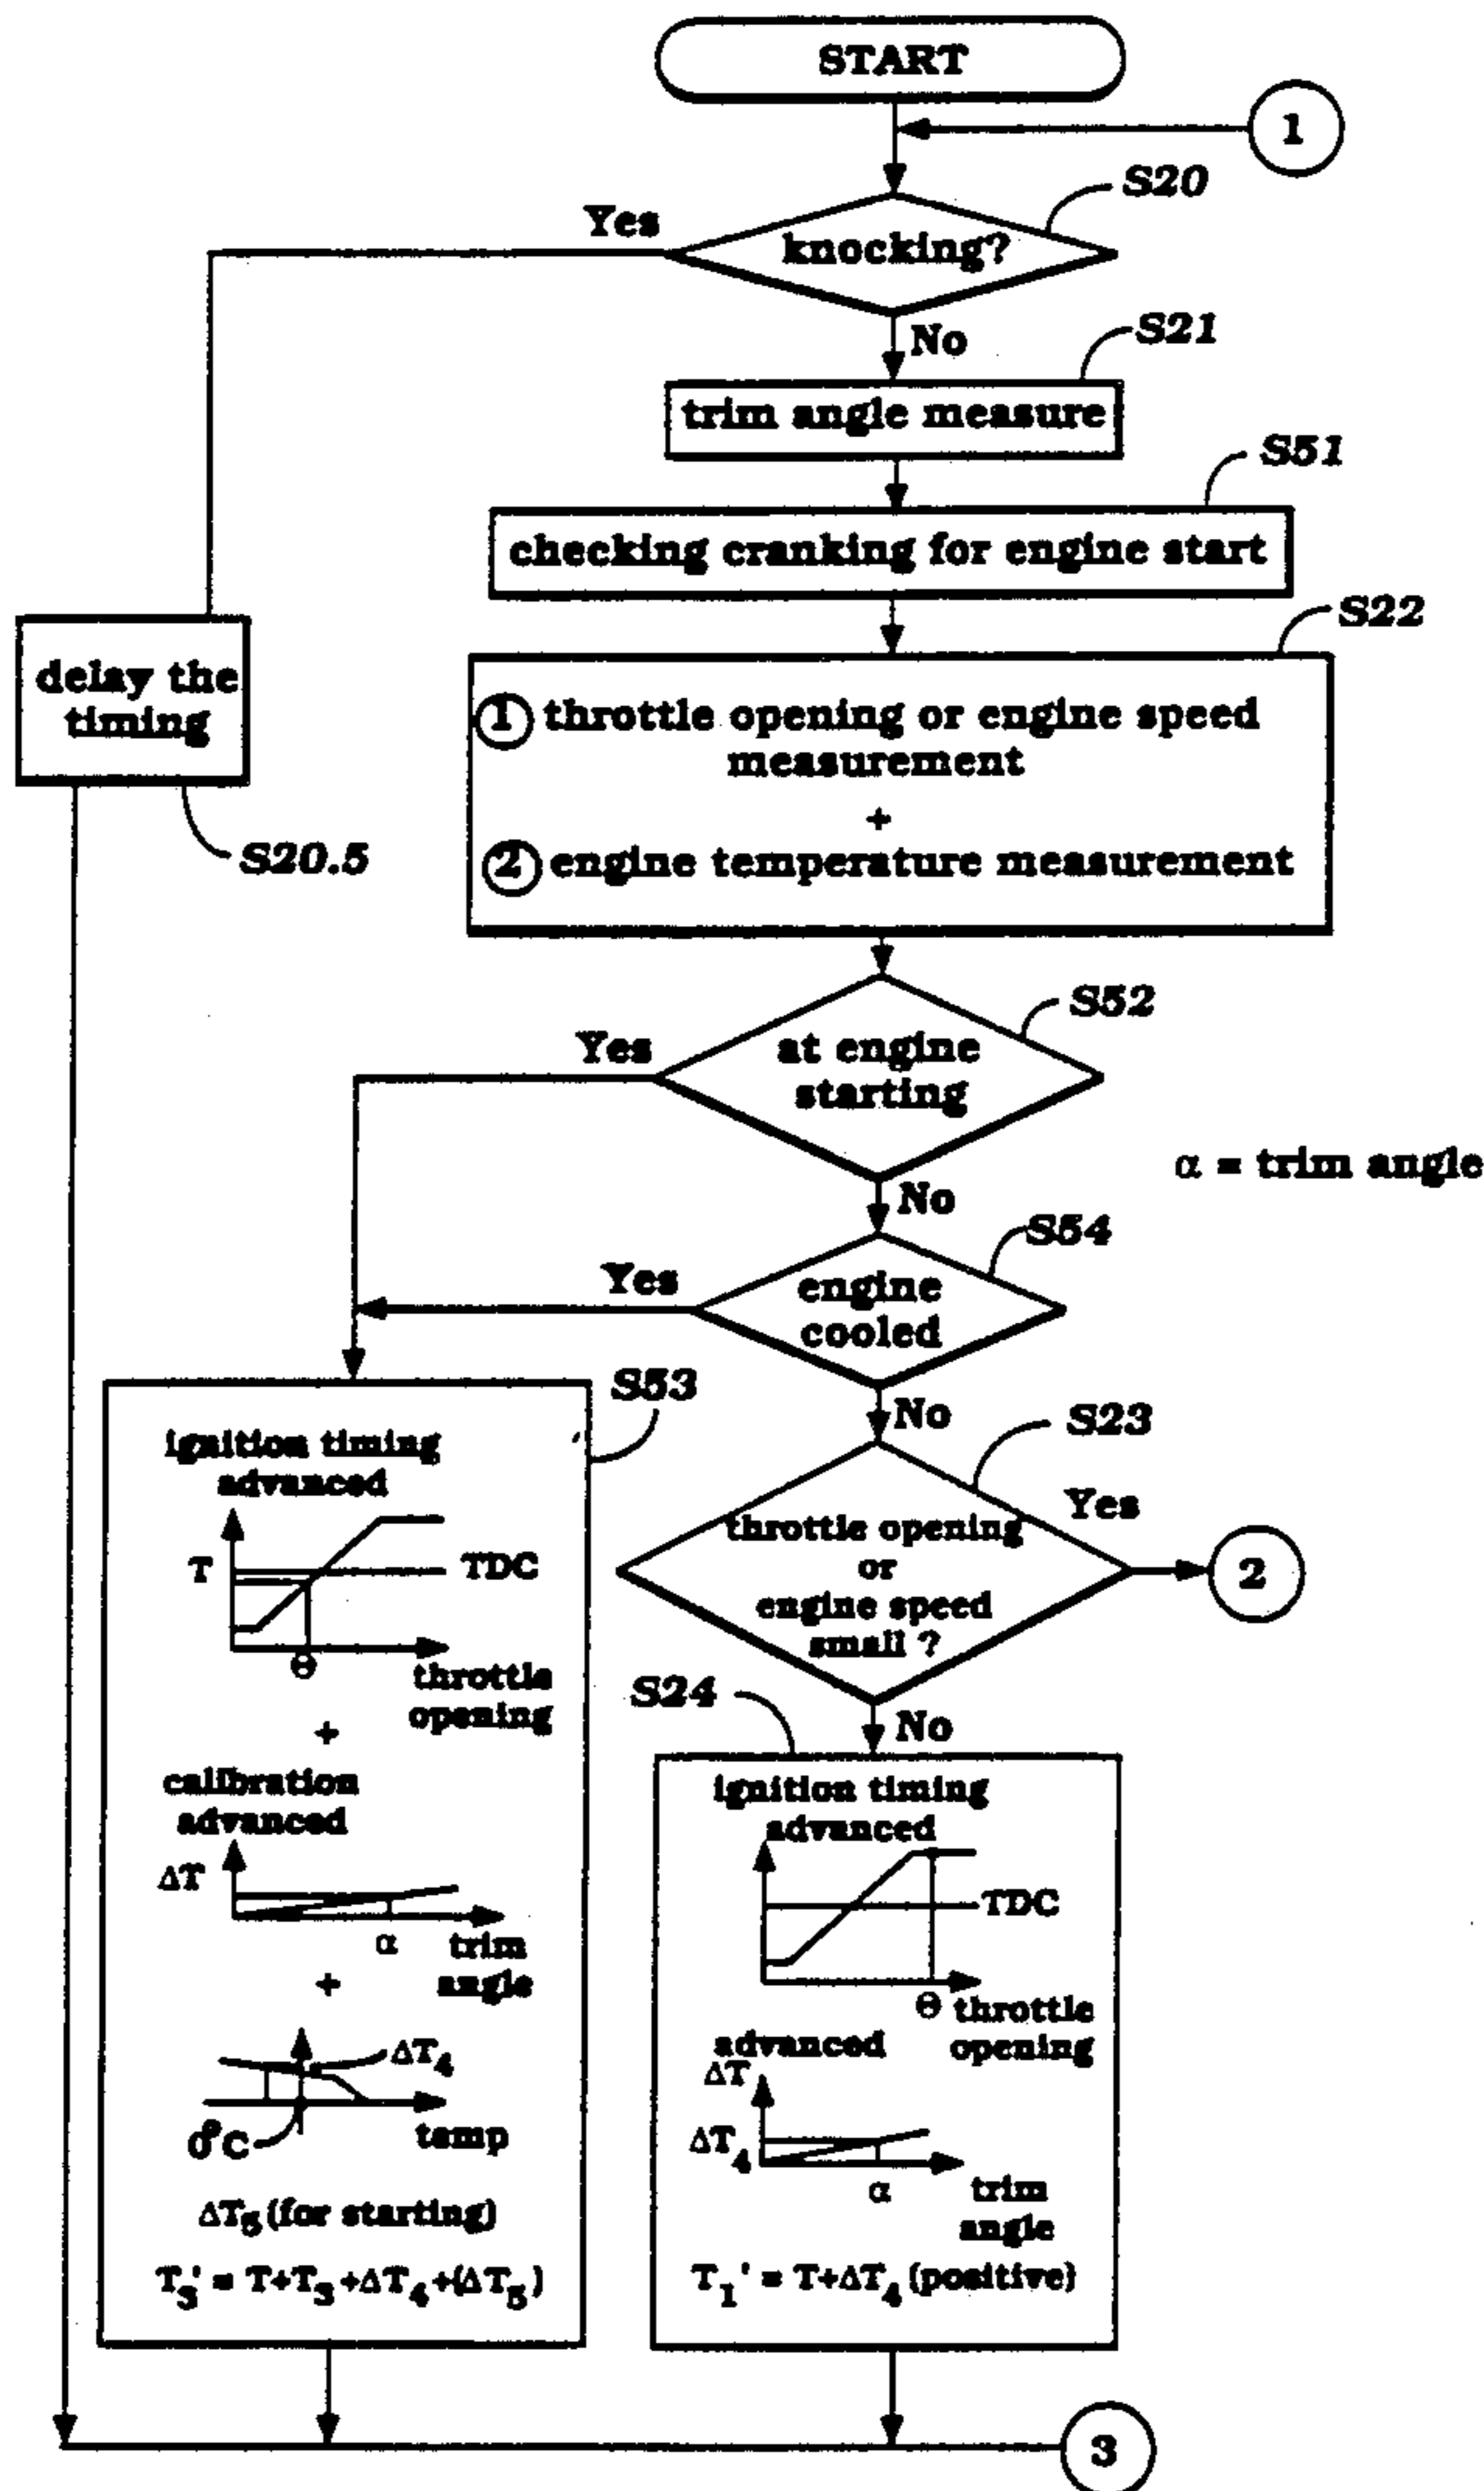 START
1
S20
Yes
knocking?
No
S21
trim angle measure
S51
checking cranking for engine start
S22
delay the
timing
S20.5
① throttle opening or engine speed
measurement
+
② engine temperature measurement
S52
Yes
at engine
starting
α = trim angle
No
S54
Yes
engine
cooled
No
S53
S23
ignition timing
advanced
T
TDC
Θ
throttle
opening
+
calibration
advanced
ΔT
α
trim
angle
+
ΔT4
0°C
temp
ΔT5 (for starting)
T3' = T+T3+ΔT4+(ΔT5)
Yes
throttle opening
or
engine speed
small ?
2
S24
No
ignition timing
advanced
TDC
Θ throttle
opening
advanced
ΔT
ΔT4
α
trim
angle
T1' = T+ΔT4 (positive)
3